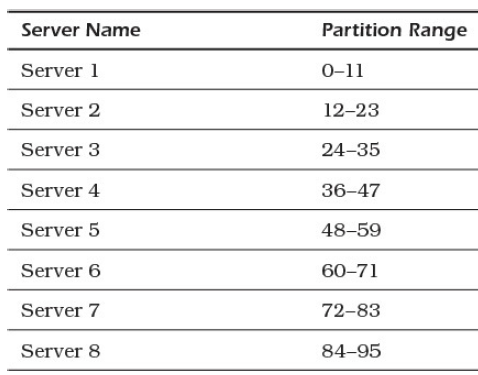 Server Name Partition Range
Server 1 0–11
Server 2 12–23
Server 3 24–35
Server 4 36–47
Server 5 48–59
Server 6 60–71
Server 7 72–83
Server 8 84–95